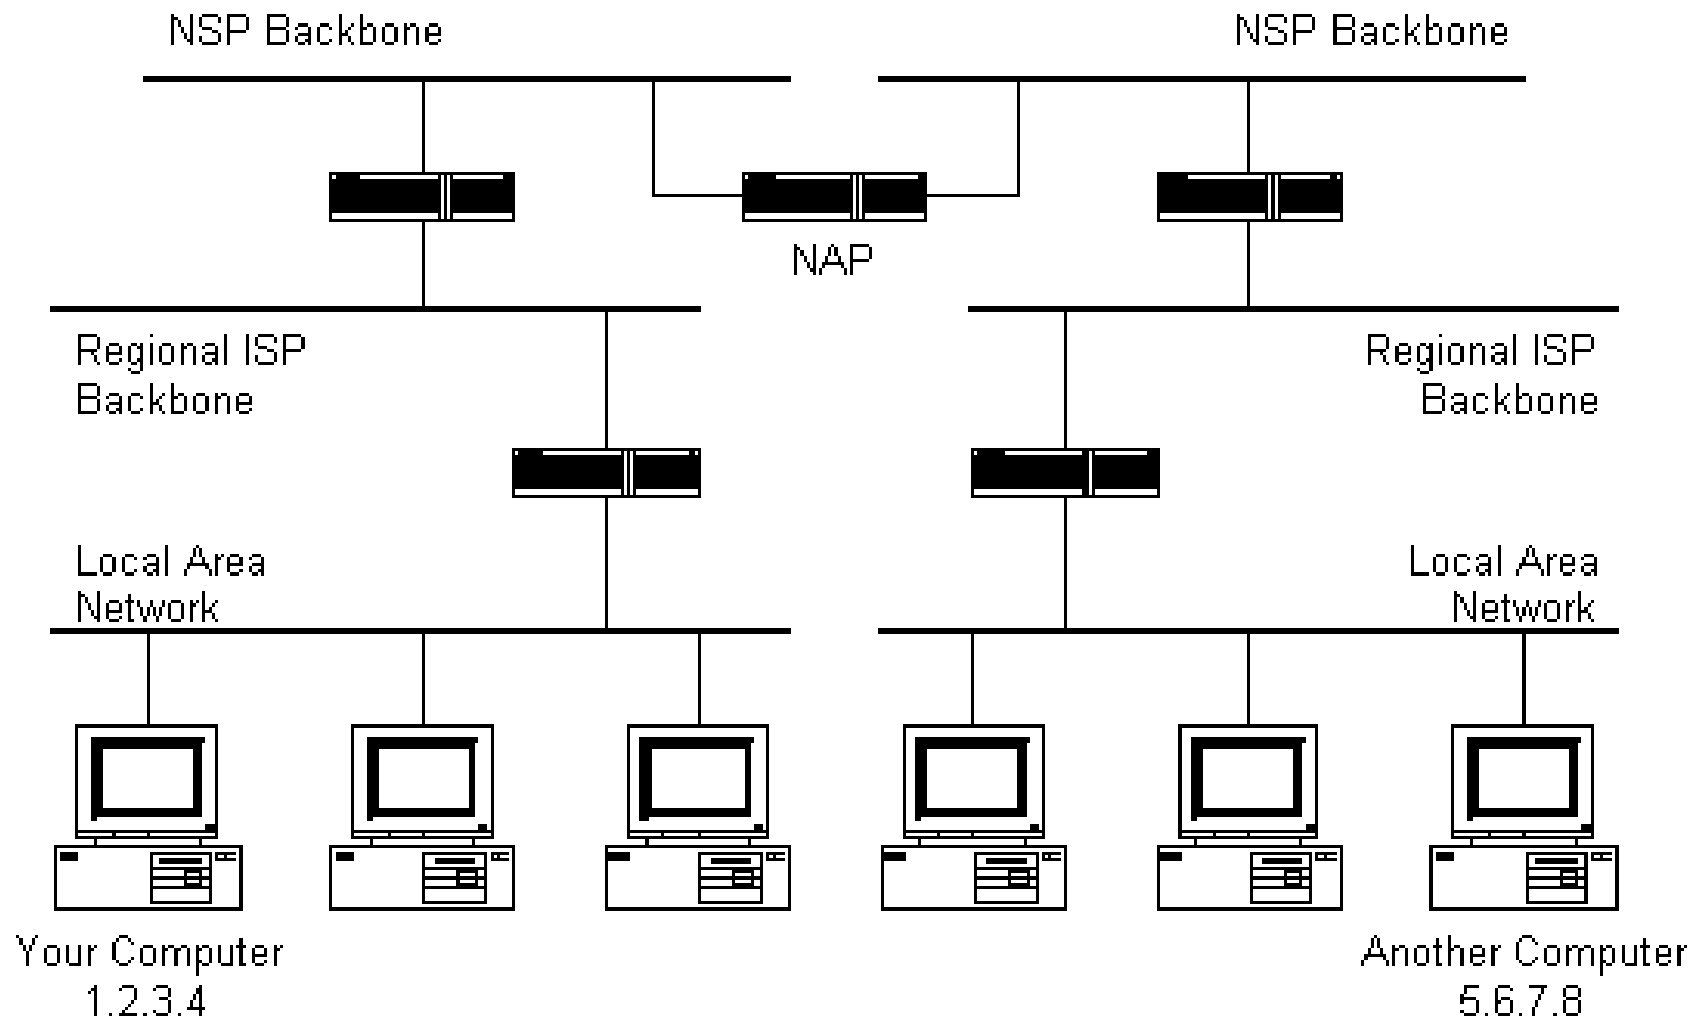 NSP Backbone
NSP Backbone
NAP
Regional ISP
Backbone
Regional ISP
Backbone
Local Area
Network
Local Area
Network
Your Computer
1.2.3.4
Another Computer
5.6.7.8